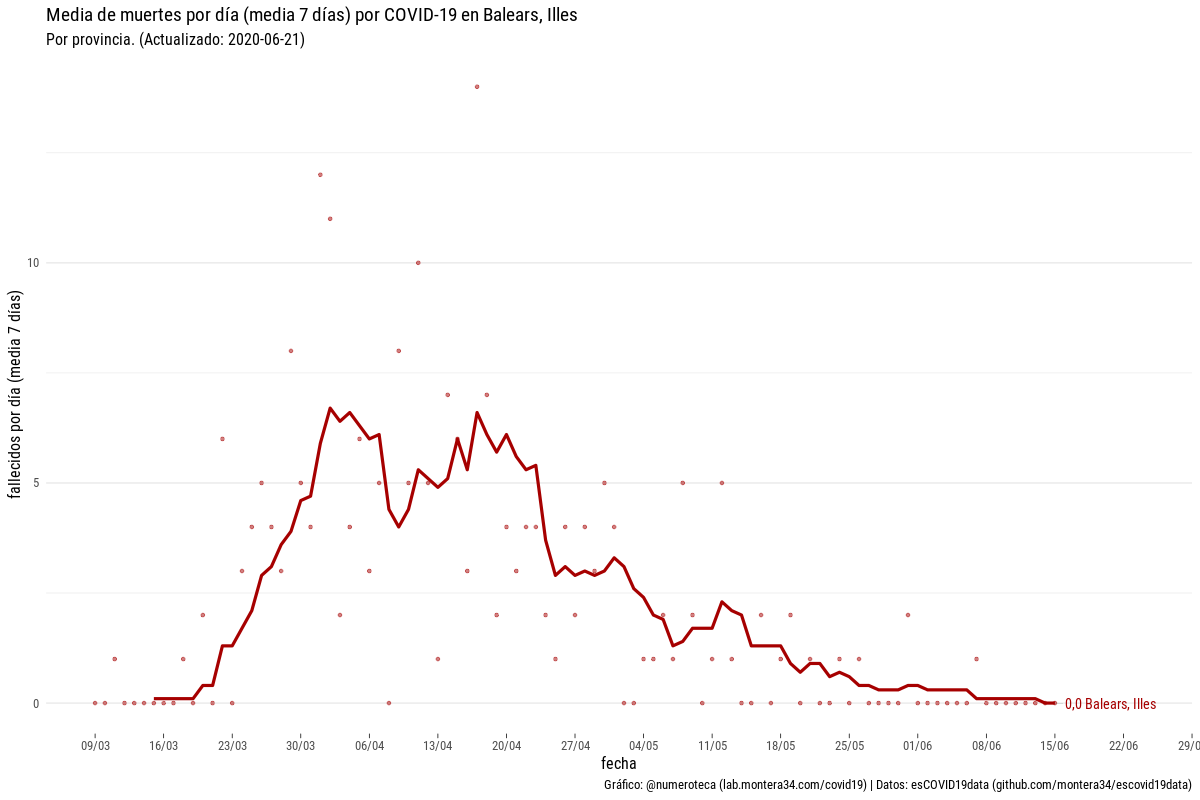 Media de muertes por día (media 7 días) por COVID-19 en Balears, Illes
Por provincia. (Actualizado: 2020-06-21)
fallecidos por día (media 7 días)
10
5
0
0,0 Balears, Illes
09/03 16/03 23/03 30/03 06/04 13/04 20/04 27/04 04/05 11/05 18/05 25/05 01/06 08/06 15/06 22/06 29/0
fecha
Gráfico: @numeroteca (lab.montera34.com/covid19) | Datos: esCOVID19data (github.com/montera34/escovid19data)